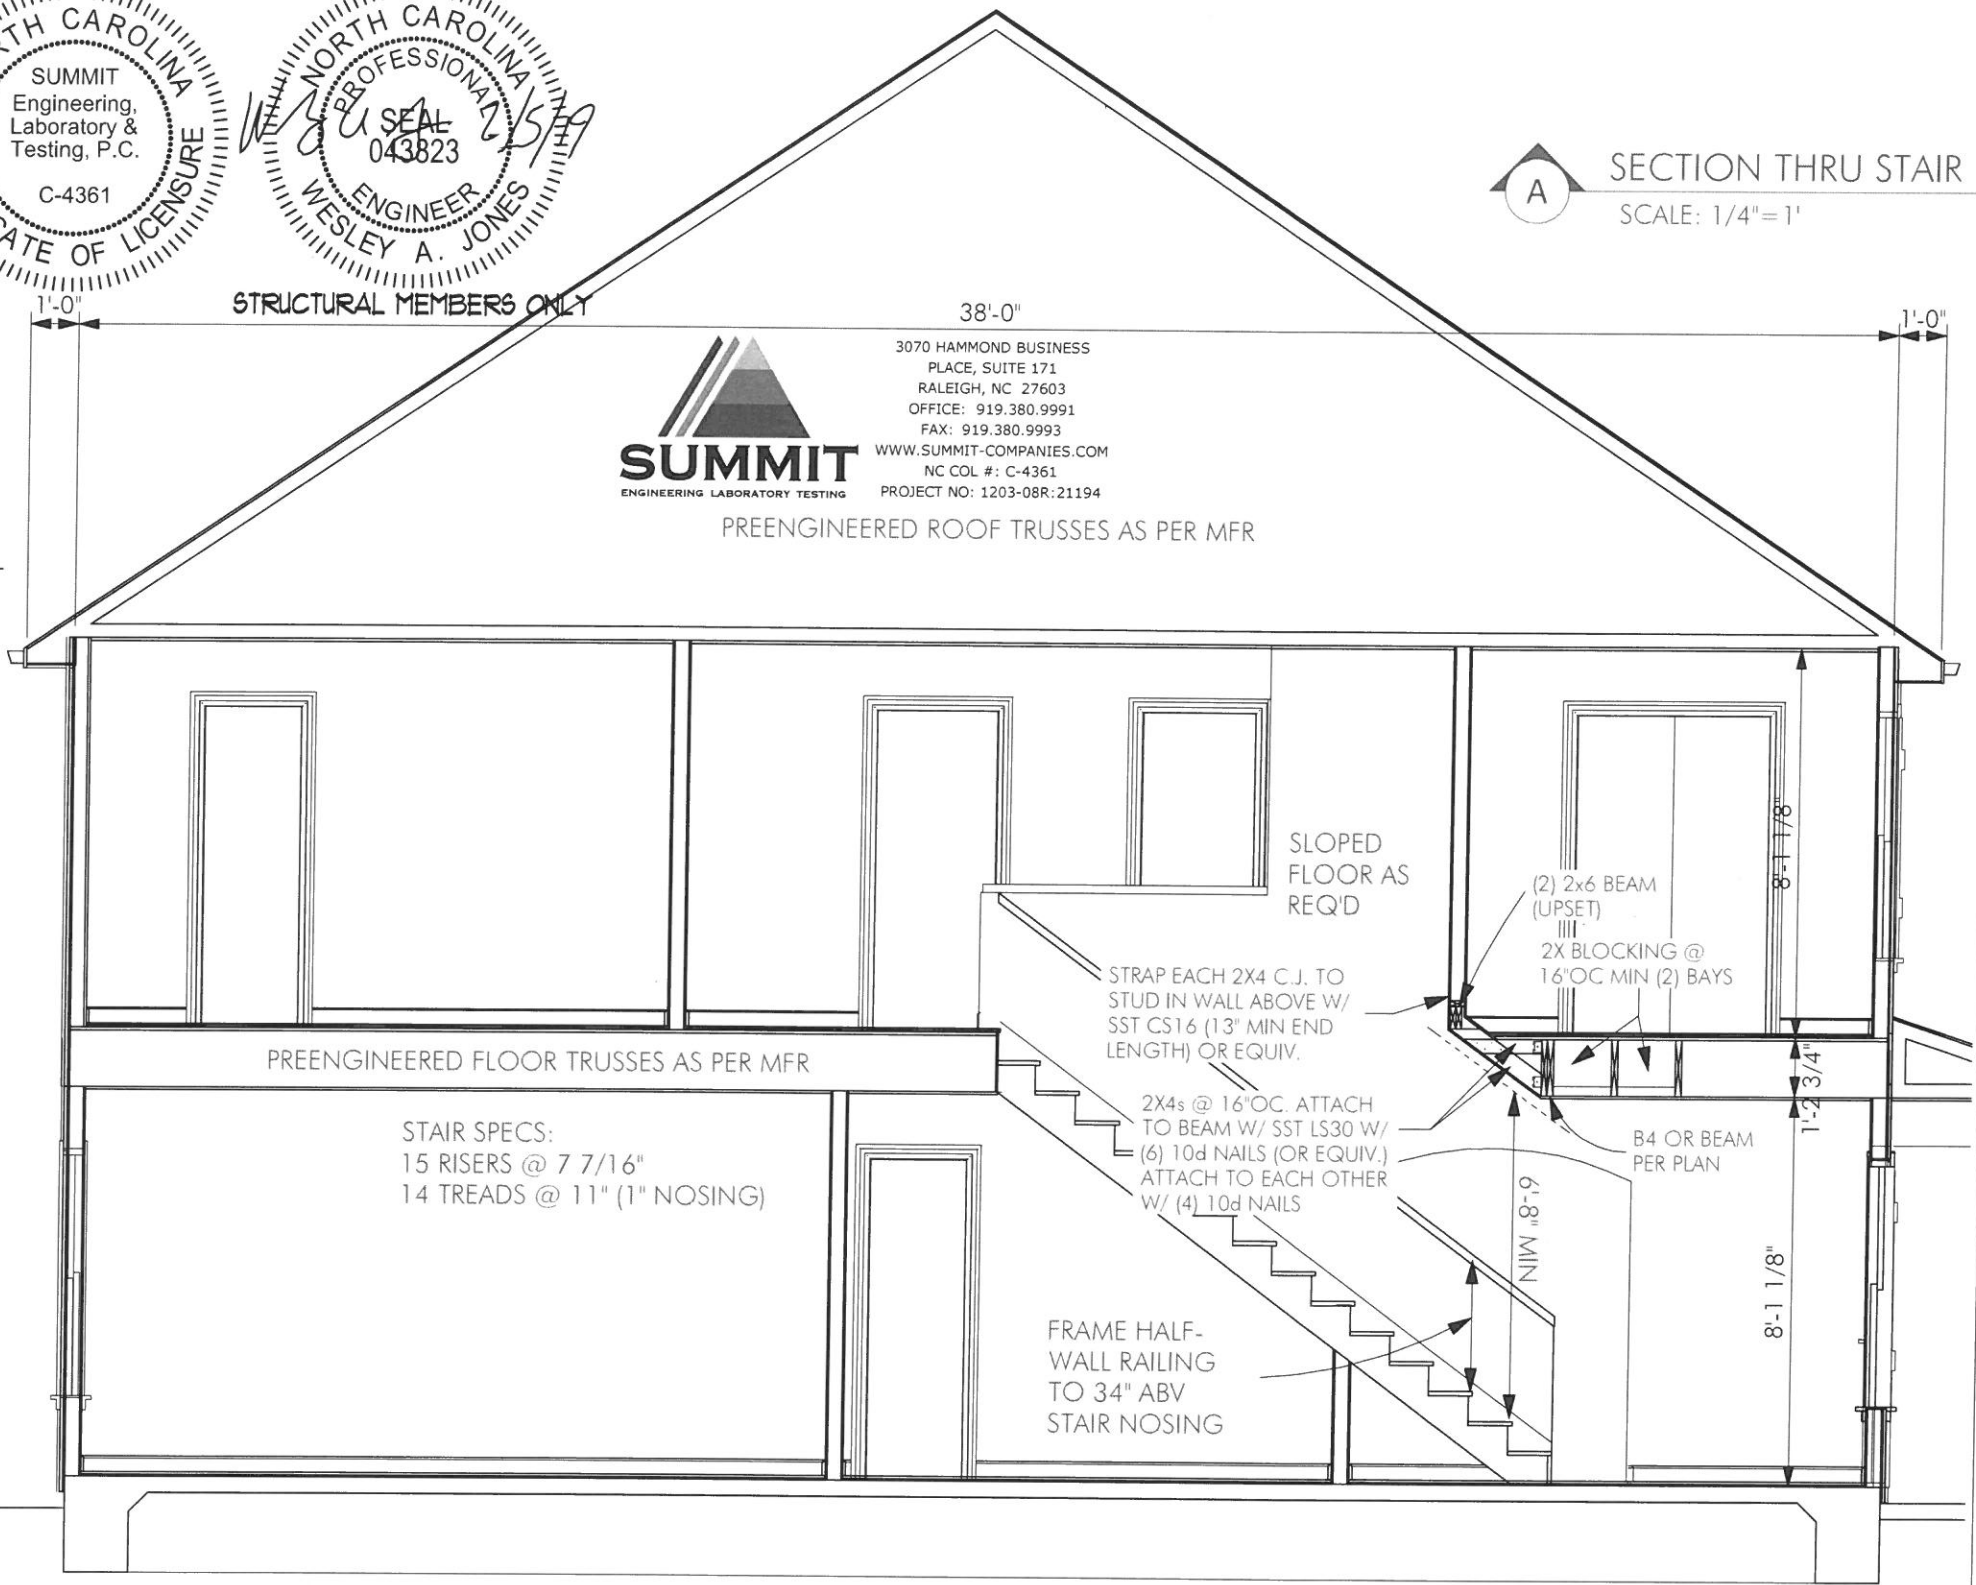 NORTH CAROLINA
PROFESSIONAL
SEAL
043823
ENGINEER
WESLEY A. JONES
2/5/19
RTH CAROLINA
SUMMIT
Engineering,
Laboratory &
Testing, P.C.
C-4361
ATE OF LICENSURE
STRUCTURAL MEMBERS ONLY
A
SECTION THRU STAIR
SCALE: 1/4"=1'
1'-0"
38'-0"
1'-0"
SUMMIT
ENGINEERING LABORATORY TESTING
3070 HAMMOND BUSINESS
PLACE, SUITE 171
RALEIGH, NC 27603
OFFICE: 919.380.9991
FAX: 919.380.9993
WWW.SUMMIT-COMPANIES.COM
NC COL #: C-4361
PROJECT NO: 1203-08R:21194
PREENGINEERED ROOF TRUSSES AS PER MFR
SLOPED
FLOOR AS
REQ'D
8'-1 1/8"
(2) 2x6 BEAM
(UPSET)
2X BLOCKING @
16"OC MIN (2) BAYS
STRAP EACH 2X4 C.J. TO
STUD IN WALL ABOVE W/
SST CS16 (13" MIN END
LENGTH) OR EQUIV.
PREENGINEERED FLOOR TRUSSES AS PER MFR
1'-2 3/4"
2X4s @ 16"OC. ATTACH
TO BEAM W/ SST LS30 W/
(6) 10d NAILS (OR EQUIV.)
ATTACH TO EACH OTHER
W/ (4) 10d NAILS
B4 OR BEAM
PER PLAN
STAIR SPECS:
15 RISERS @ 7 7/16"
14 TREADS @ 11" (1" NOSING)
6'-8" MIN
8'-1 1/8"
FRAME HALF-
WALL RAILING
TO 34" ABV
STAIR NOSING